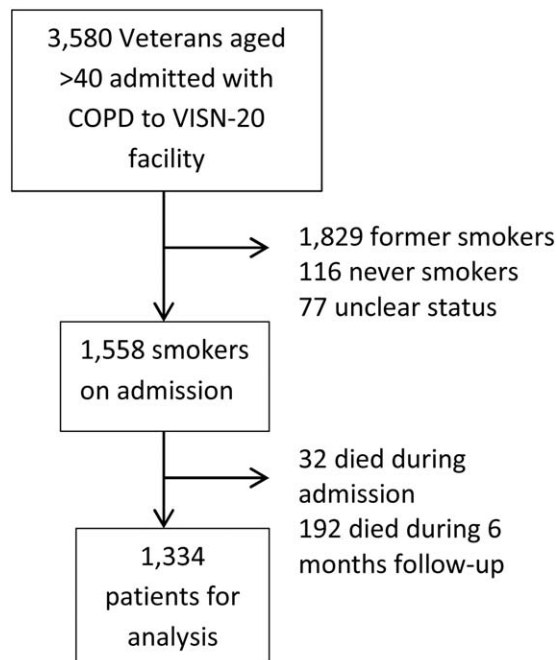 3,580 Veterans aged
>40 admitted with
COPD to VISN-20
facility
1,829 former smokers
116 never smokers
77 unclear status
1,558 smokers
on admission
32 died during
admission
192 died during 6
months follow-up
1,334
patients for
analysis